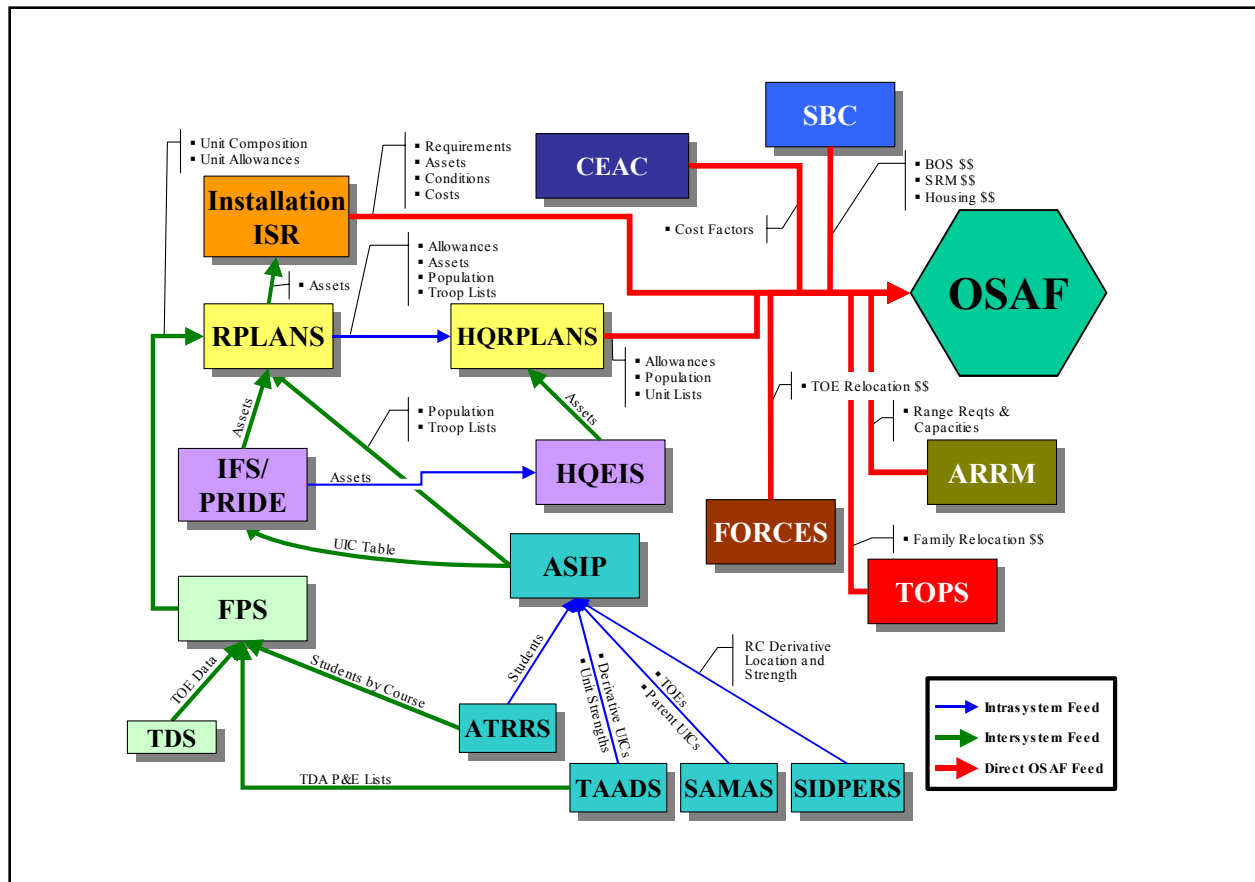 SBC
▪ Unit Composition
▪ Unit Allowances
CEAC
▪ Requirements
▪ Assets
▪ Conditions
▪ Costs
▪ BOS $$
▪ SRM $$
▪ Housing $$
Installation
ISR
▪ Cost Factors
▪ Allowances
▪ Assets
▪ Population
▪ Troop Lists
▪ Assets
OSAF
RPLANS
HQRPLANS
▪ Allowances
▪ Population
▪ Unit Lists
▪ TOE Relocation $$
▪ Population
▪ Troop Lists
Assets
Assets
▪ Range Reqts &
Capacities
IFS/
PRIDE
Assets
HQEIS
ARRM
FORCES
UIC Table
▪ Family Relocation $$
ASIP
TOPS
FPS
Students
▪ Derivative UICs
▪ Unit Strengths
▪ TOEs
▪ Parent UICs
RC Derivative
Location and
Strength
TOE Data
Students by Course
Intrasystem Feed
Intersystem Feed
Direct OSAF Feed
TDS
ATRRS
TDA P&E Lists
TAADS
SAMAS
SIDPERS